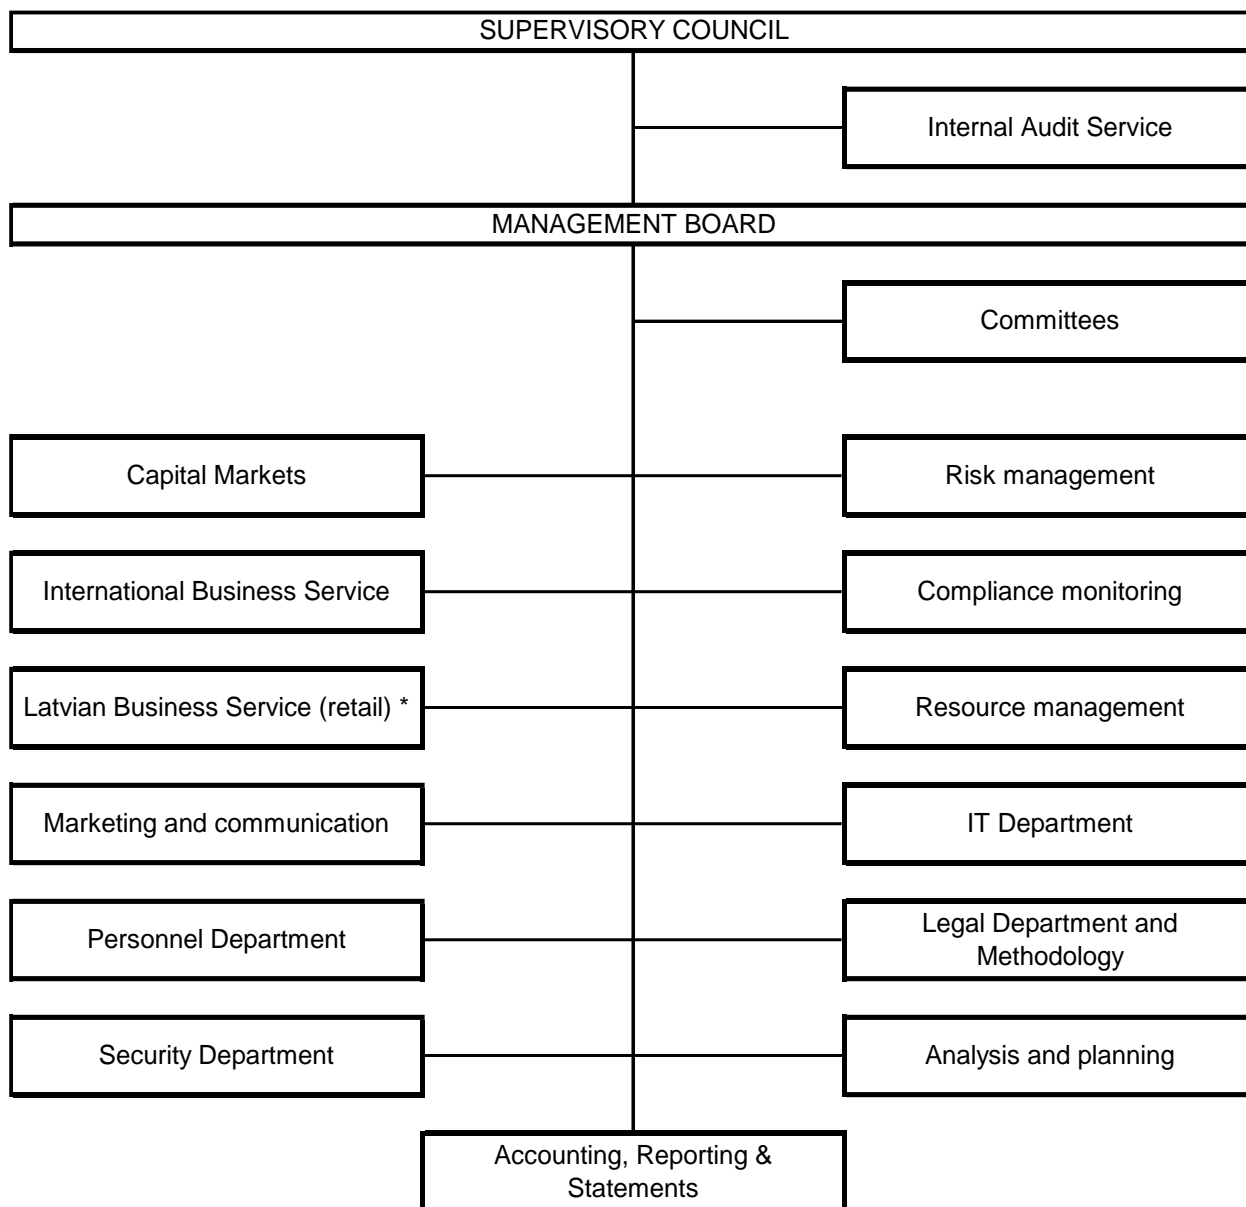 SUPERVISORY COUNCIL
Internal Audit Service
MANAGEMENT BOARD
Committees
Capital Markets
Risk management
International Business Service
Compliance monitoring
Latvian Business Service (retail) *
Resource management
Marketing and communication
IT Department
Personnel Department
Legal Department and
Methodology
Security Department
Analysis and planning
Accounting, Reporting &
Statements